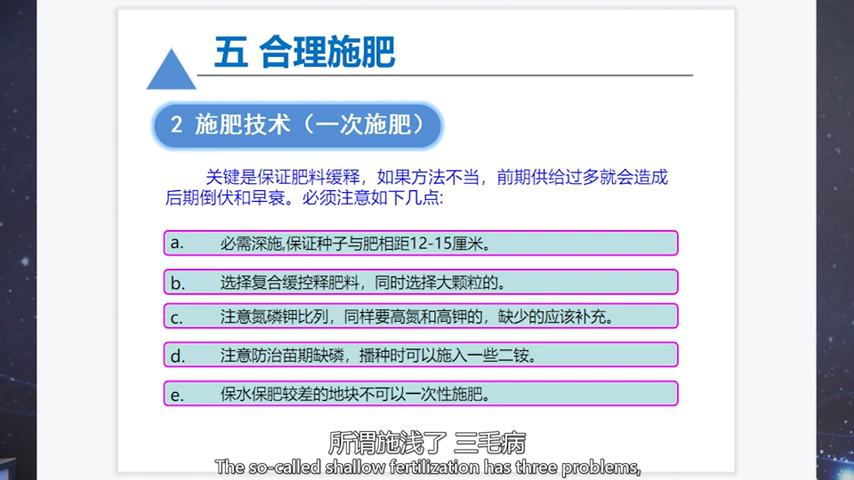 五 合理施肥
2 施肥技术（一次施肥）
关键是保证肥料缓释，如果方法不当，前期供给过多就会造成
后期倒伏和早衰。必须注意如下几点:
a. 必需深施,保证种子与肥相距12-15厘米。
b. 选择复合缓控释肥料，同时选择大颗粒的。
c. 注意氮磷钾比列，同样要高氮和高钾的，缺少的应该补充。
d. 注意防治苗期缺磷，播种时可以施入一些二铵。
e. 保水保肥较差的地块不可以一次性施肥。
所谓施浅了 三毛病
The so-called shallow fertilization has three problems,